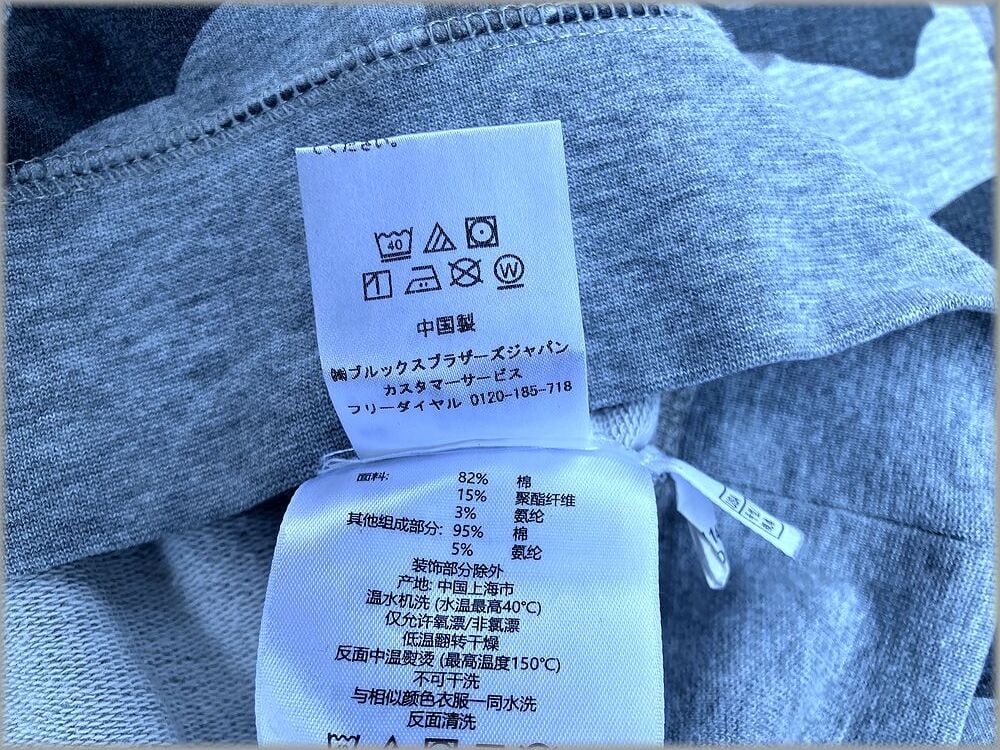 てください。
40
W
中国製
㈱ブルックスブラザーズジャパン
カスタマーサービス
フリーダイヤル 0120-185-718
面料: 82% 棉
15% 聚酯纤维
3% 氨纶
其他组成部分: 95% 棉
5% 氨纶
装饰部分除外
产地: 中国上海市
温水机洗 (水温最高40℃)
仅允许氧漂/非氯漂
低温翻转干燥
反面中温熨烫 (最高温度150℃)
不可干洗
与相似颜色衣服一同水洗
反面清洗